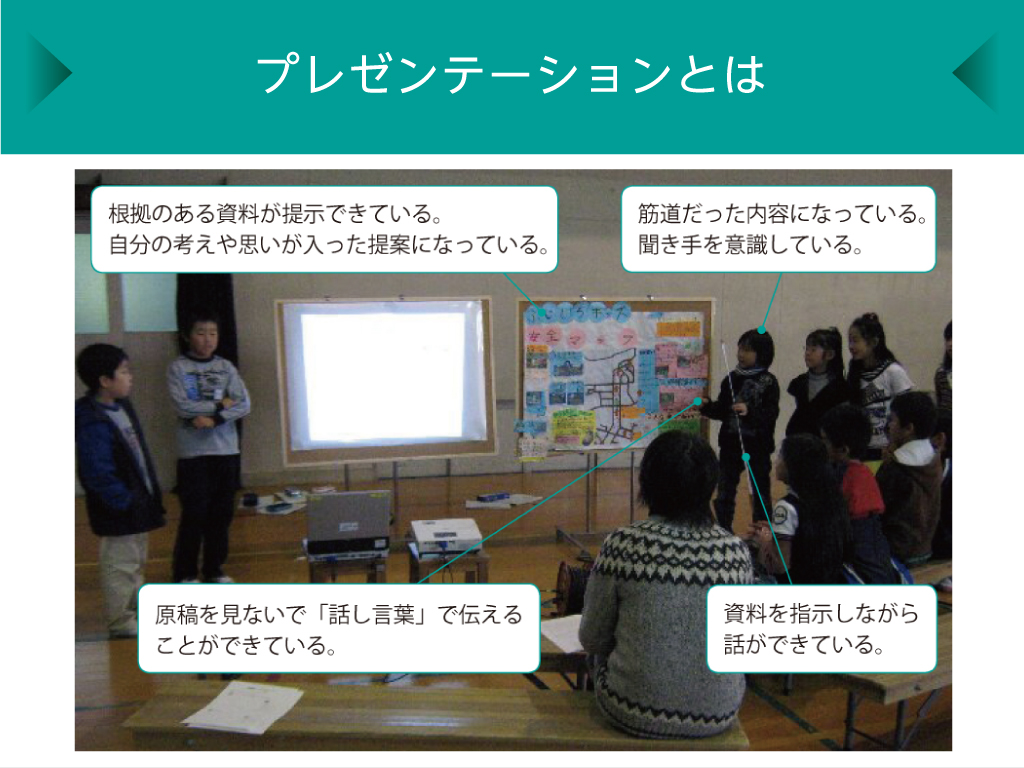 プレゼンテーションとは
根拠のある資料が提示できている。
自分の考えや思いが入った提案になっている。
筋道だった内容になっている。
聞き手を意識している。
安全マップ
原稿を見ないで「話し言葉」で伝える
ことができている。
資料を指示しながら
話ができている。